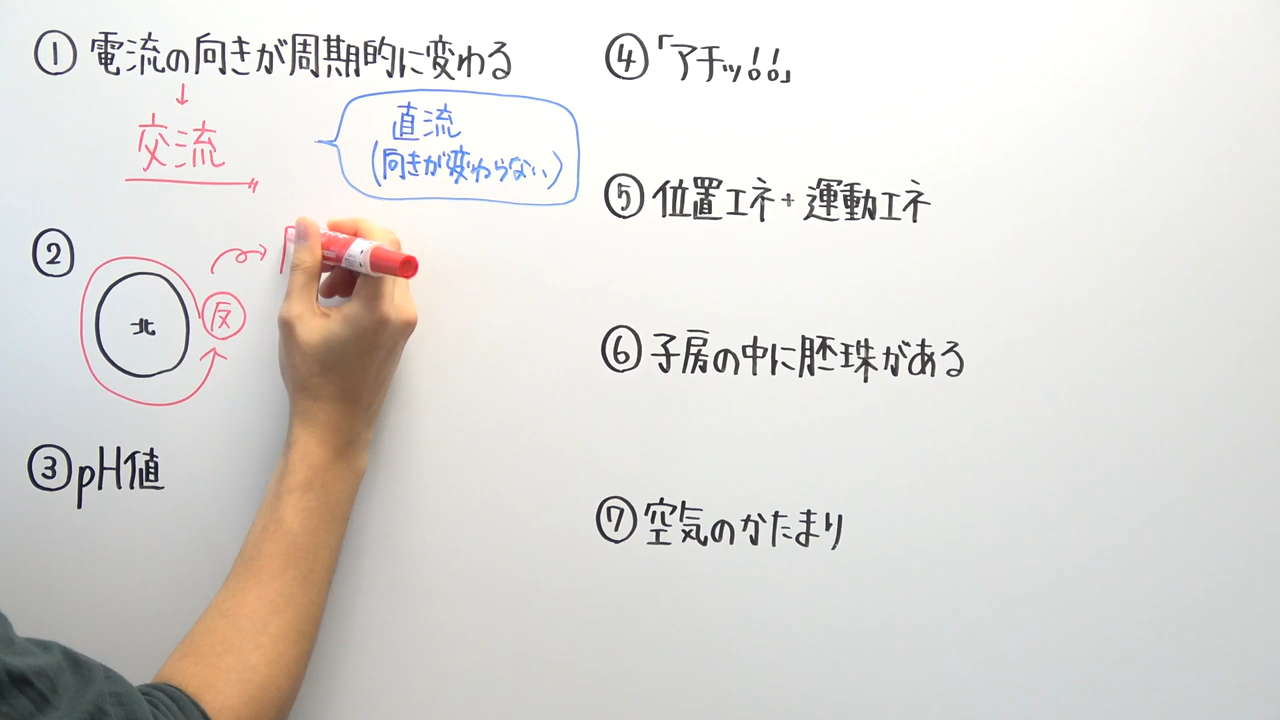 ① 電流の向きが周期的に変わる
交流
直流
(向きが変わらない)
②
北
反
③ pH値
④「アチッ!!」
⑤ 位置エネ+運動エネ
⑥ 子房の中に胚珠がある
⑦ 空気のかたまり